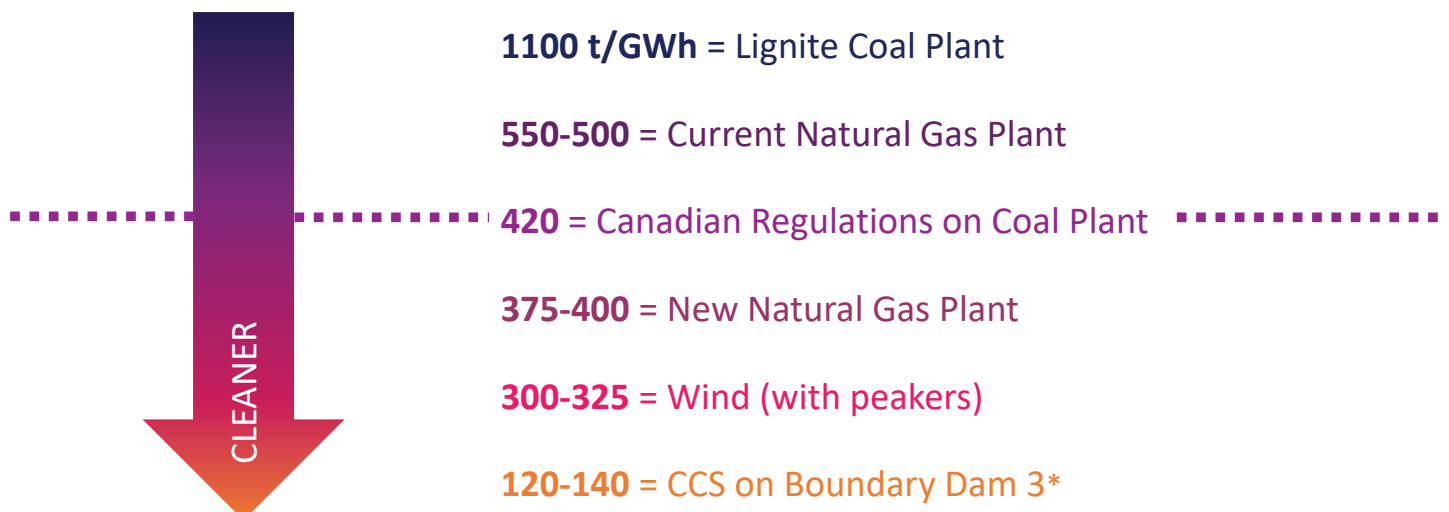 1100 t/GWh = Lignite Coal Plant
550-500 = Current Natural Gas Plant
420 = Canadian Regulations on Coal Plant
375-400 = New Natural Gas Plant
300-325 = Wind (with peakers)
120-140 = CCS on Boundary Dam 3*
CLEANER